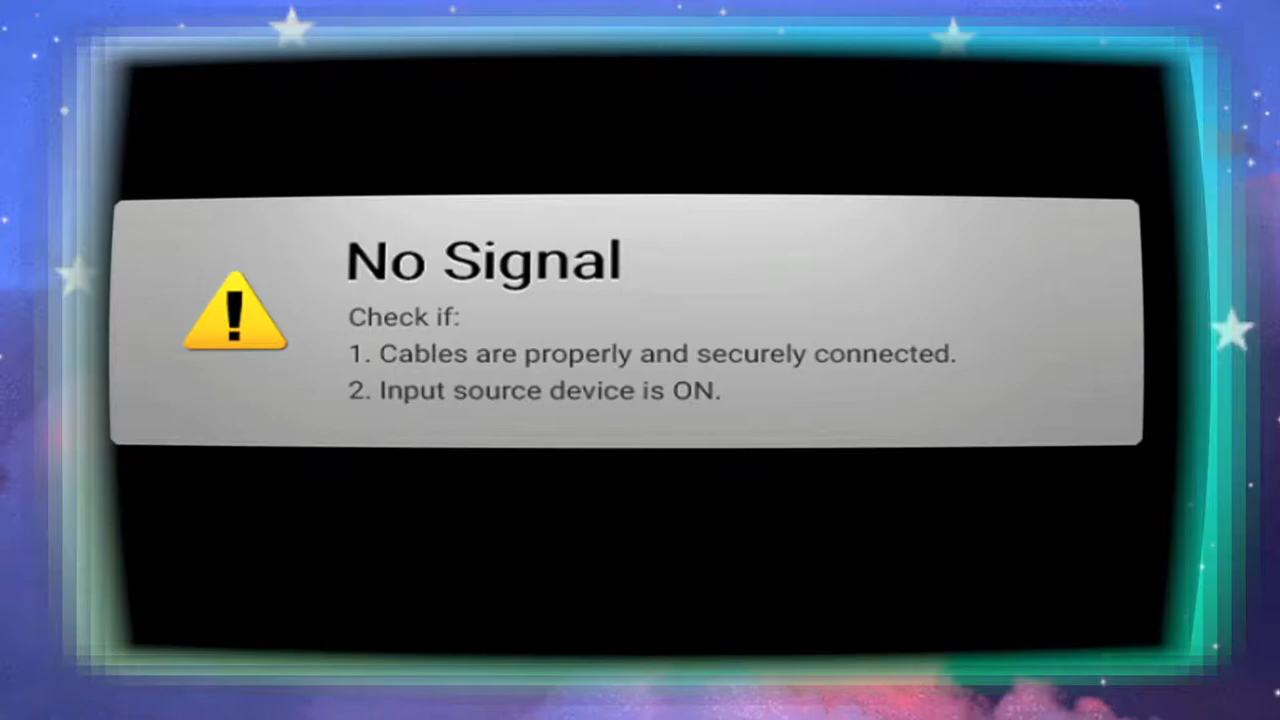 No Signal
Check if:
1. Cables are properly and securely connected.
2. Input source device is ON.